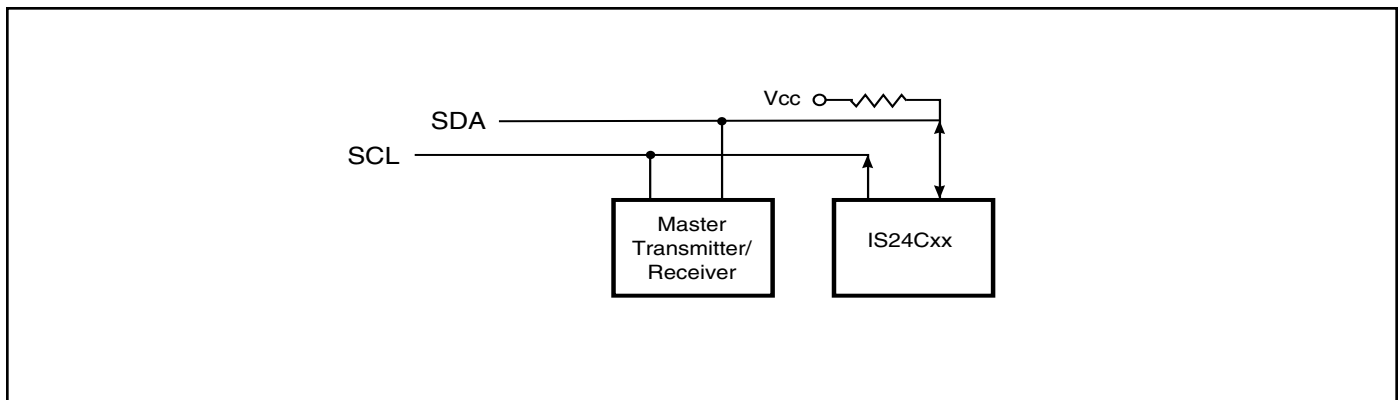 Vcc
SDA
SCL
Master
Transmitter/
Receiver
IS24Cxx